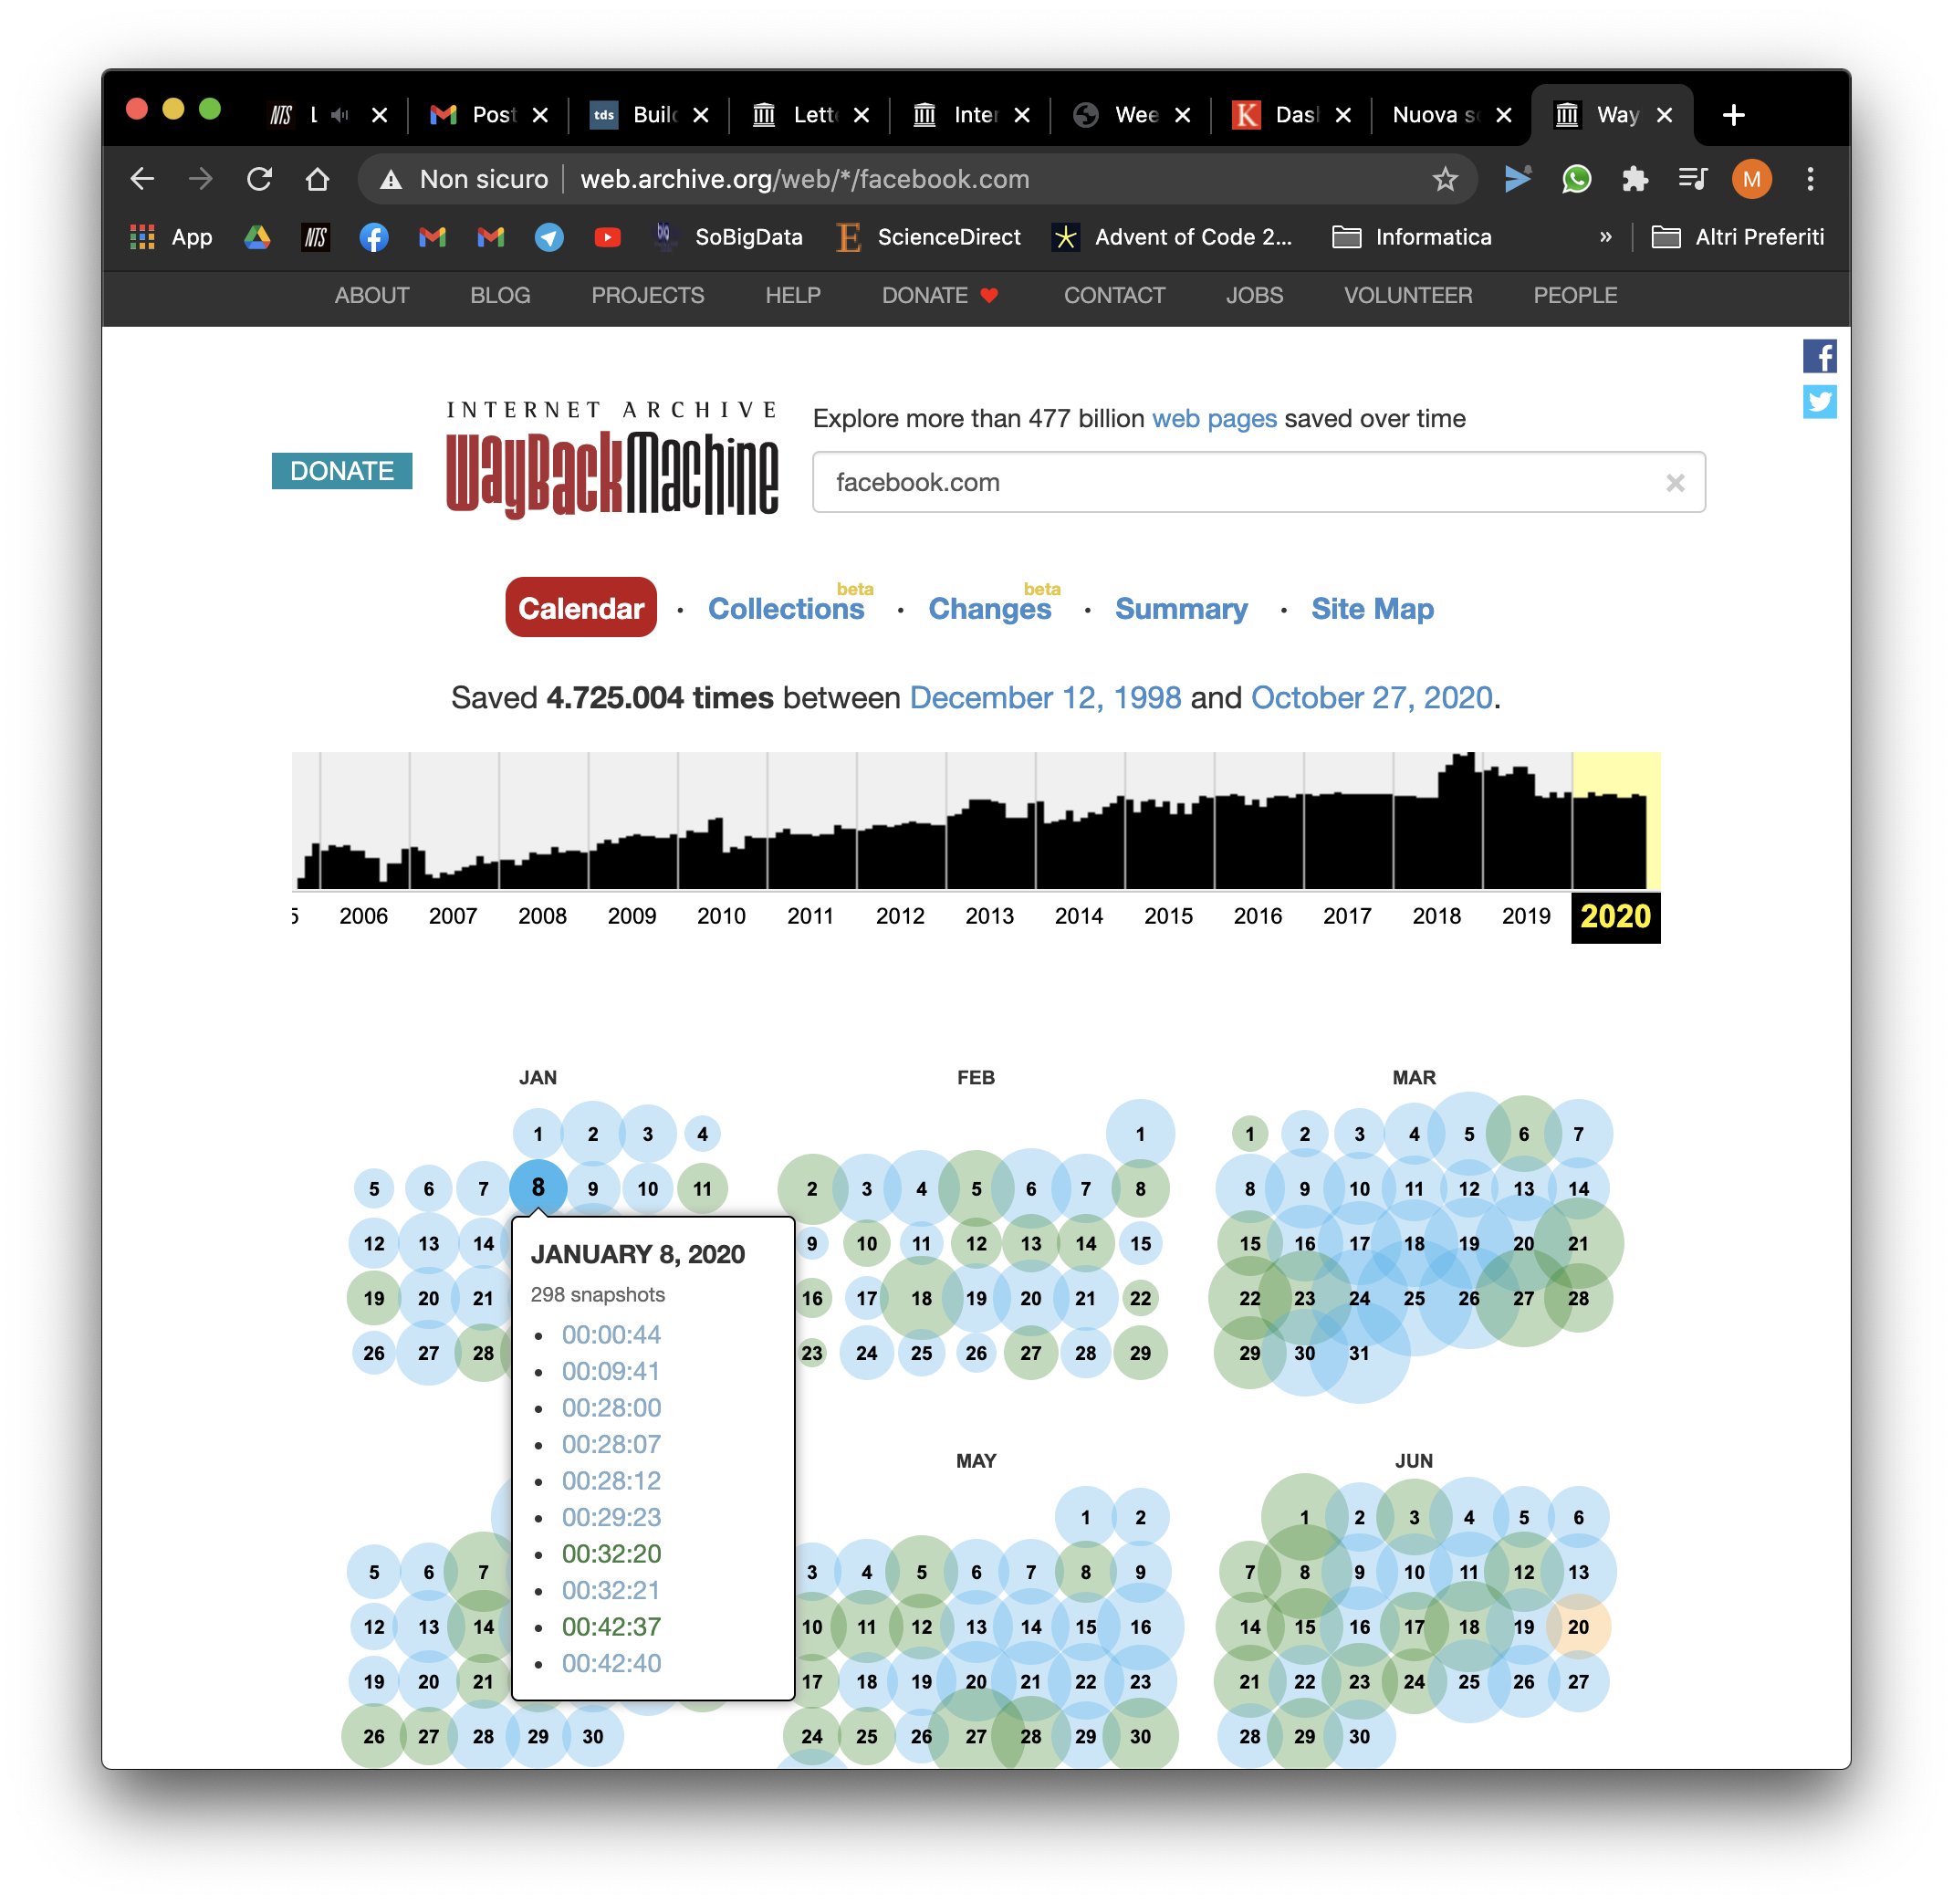 NTS L Post tds Builc Lette Inter Wee K Dash Nuova sc Way
Non sicuro web.archive.org/web/*/facebook.com M
App NTS SoBigData E ScienceDirect Advent of Code 2... Informatica » Altri Preferiti
ABOUT BLOG PROJECTS HELP DONATE CONTACT JOBS VOLUNTEER PEOPLE
INTERNET ARCHIVE
WayBackMachine
DONATE
Explore more than 477 billion web pages saved over time
facebook.com
Calendar · Collections beta · Changes beta · Summary · Site Map
Saved 4.725.004 times between December 12, 1998 and October 27, 2020.
5 2006 2007 2008 2009 2010 2011 2012 2013 2014 2015 2016 2017 2018 2019 2020
JAN
1 2 3 4
5 6 7 8 9 10 11
12 13 14
19 20 21
26 27 28
JANUARY 8, 2020
298 snapshots
• 00:00:44
• 00:09:41
• 00:28:00
• 00:28:07
• 00:28:12
• 00:29:23
• 00:32:20
• 00:32:21
• 00:42:37
• 00:42:40
FEB
1
2 3 4 5 6 7 8
9 10 11 12 13 14 15
16 17 18 19 20 21 22
23 24 25 26 27 28 29
MAR
1 2 3 4 5 6 7
8 9 10 11 12 13 14
15 16 17 18 19 20 21
22 23 24 25 26 27 28
29 30 31
5 6 7
12 13 14
19 20 21
26 27 28 29 30
MAY
1 2
3 4 5 6 7 8 9
10 11 12 13 14 15 16
17 18 19 20 21 22 23
24 25 26 27 28 29 30
JUN
1 2 3 4 5 6
7 8 9 10 11 12 13
14 15 16 17 18 19 20
21 22 23 24 25 26 27
28 29 30